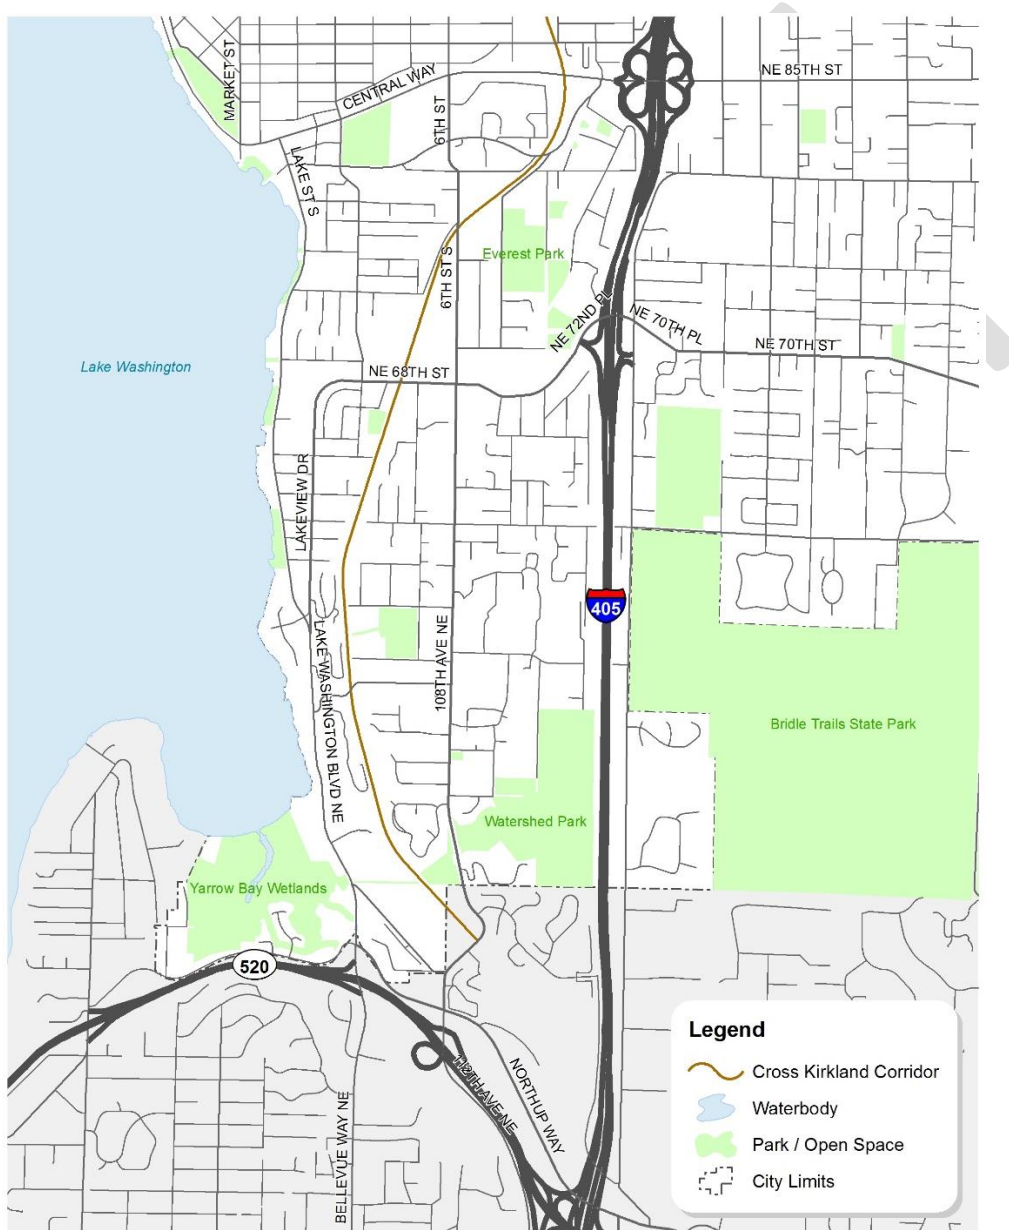 MARKET ST
CENTRAL WAY
6TH ST
NE 85TH ST
LAKE ST S
6TH ST S
Everest Park
NE 72ND PL
NE 70TH PL
NE 70TH ST
Lake Washington
NE 68TH ST
LAKEVIEW DR
405
LAKE WASHINGTON BLVD NE
108TH AVE NE
Bridle Trails State Park
Watershed Park
Yarrow Bay Wetlands
520
112TH AVE NE
NORTHUP WAY
BELLEVUE WAY NE
Legend
Cross Kirkland Corridor
Waterbody
Park / Open Space
City Limits